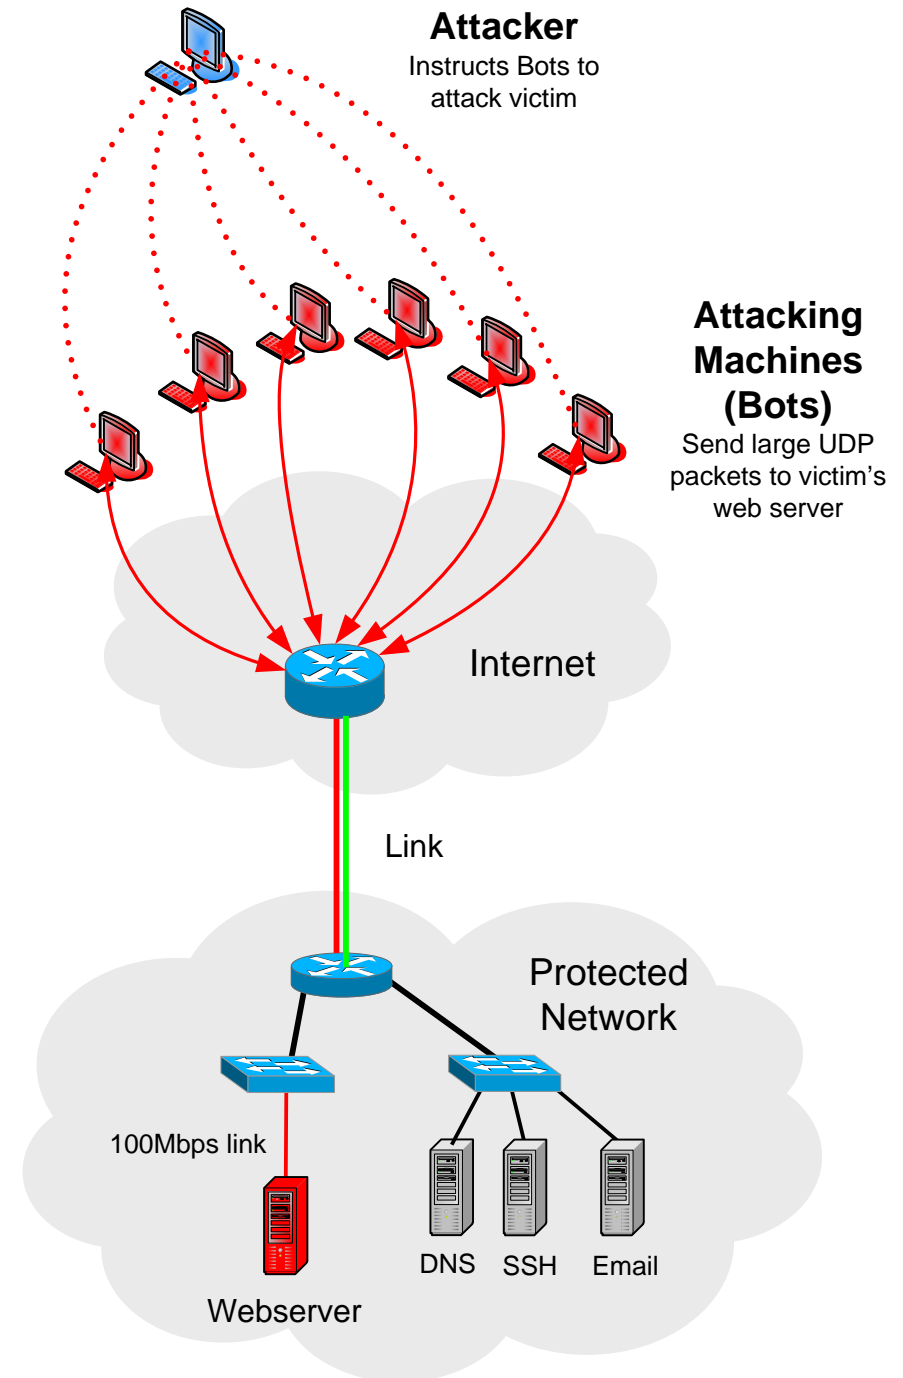 Attacker
Instructs Bots to
attack victim
Attacking
Machines
(Bots)
Send large UDP
packets to victim's
web server
Internet
Link
Protected
Network
100Mbps link
DNS
SSH
Email
Webserver